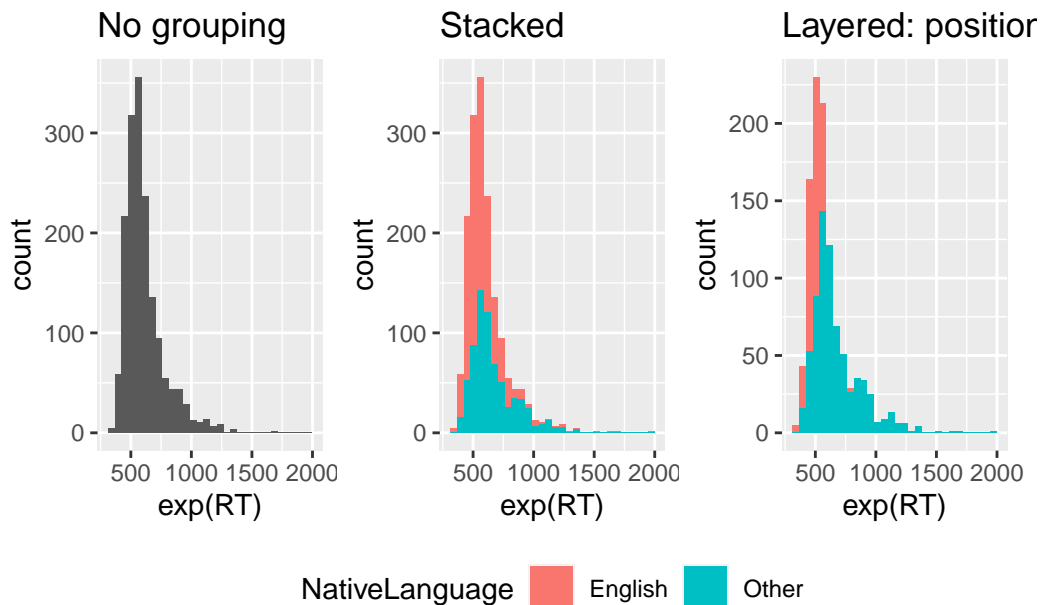 No grouping
Stacked
Layered: position
count
300
200
100
0
500 1000 1500 2000
exp(RT)
count
300
200
100
0
500 1000 1500 2000
exp(RT)
count
200
150
100
50
0
500 1000 1500 2000
exp(RT)
NativeLanguage English Other